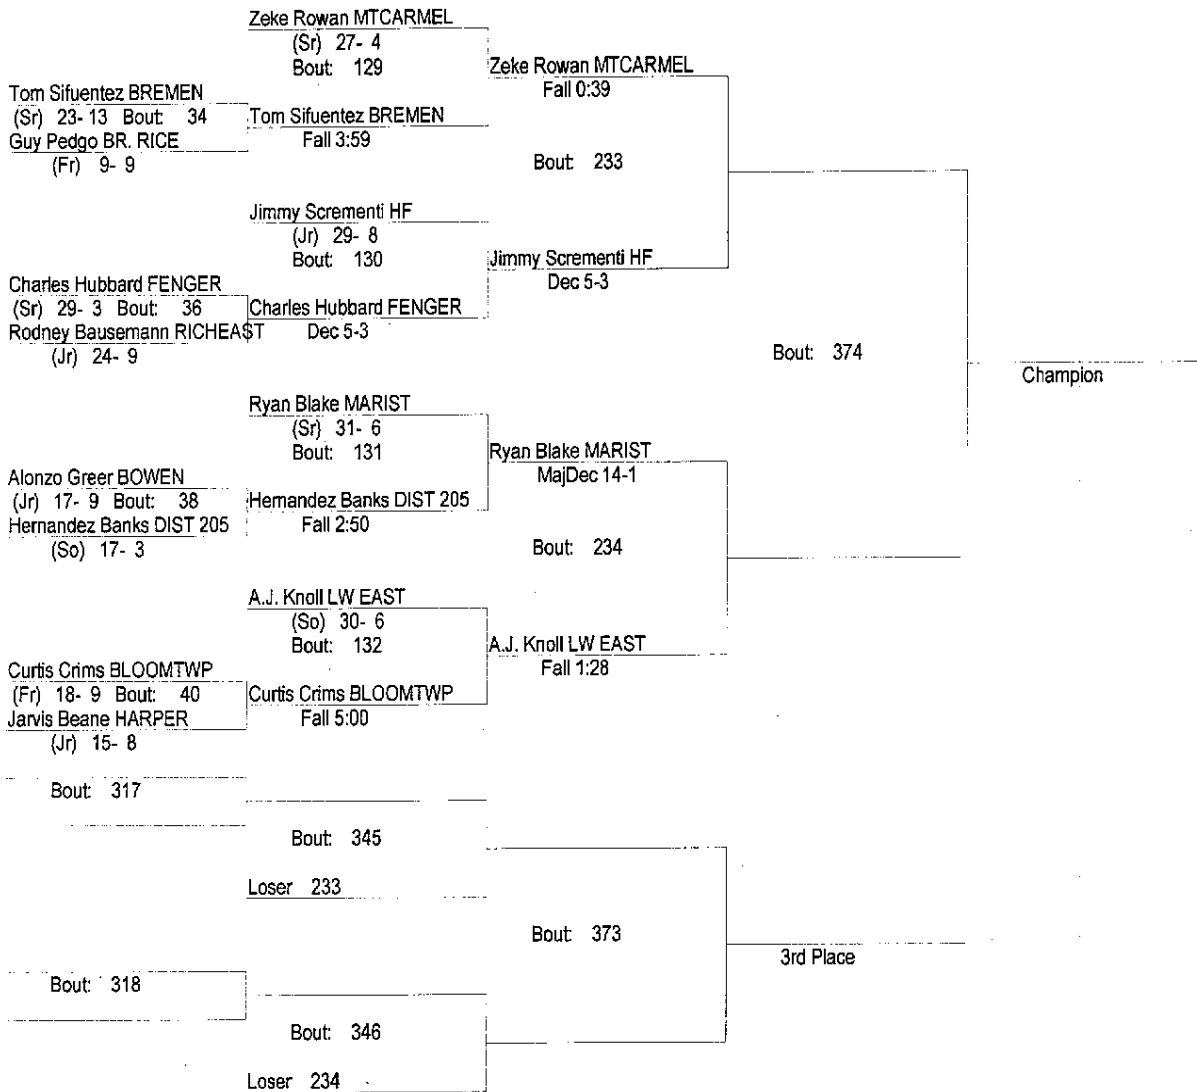 Zeke Rowan MTCARMEL
(Sr) 27- 4
Bout: 129
Zeke Rowan MTCARMEL
Fall 0:39
Tom Sifuentez BREMEN
(Sr) 23- 13 Bout: 34
Tom Sifuentez BREMEN
Guy Pedgo BR. RICE
Fall 3:59
(Fr) 9- 9
Bout: 233
Jimmy Scrementi HF
(Jr) 29- 8
Bout: 130
Jimmy Scrementi HF
Dec 5-3
Charles Hubbard FENGER
(Sr) 29- 3 Bout: 36
Charles Hubbard FENGER
Rodney Bausemann RICHEAST
Dec 5-3
(Jr) 24- 9
Bout: 374
Champion
Ryan Blake MARIST
(Sr) 31- 6
Bout: 131
Ryan Blake MARIST
MajDec 14-1
Alonzo Greer BOWEN
(Jr) 17- 9 Bout: 38
Hernandez Banks DIST 205
Hernandez Banks DIST 205
Fall 2:50
(So) 17- 3
Bout: 234
A.J. Knoll LW EAST
(So) 30- 6
Bout: 132
A.J. Knoll LW EAST
Fall 1:28
Curtis Crims BLOOMTWP
(Fr) 18- 9 Bout: 40
Curtis Crims BLOOMTWP
Jarvis Beane HARPER
Fall 5:00
(Jr) 15- 8
Bout: 317
Bout: 345
Loser 233
Bout: 373
3rd Place
Bout: 318
Bout: 346
Loser 234